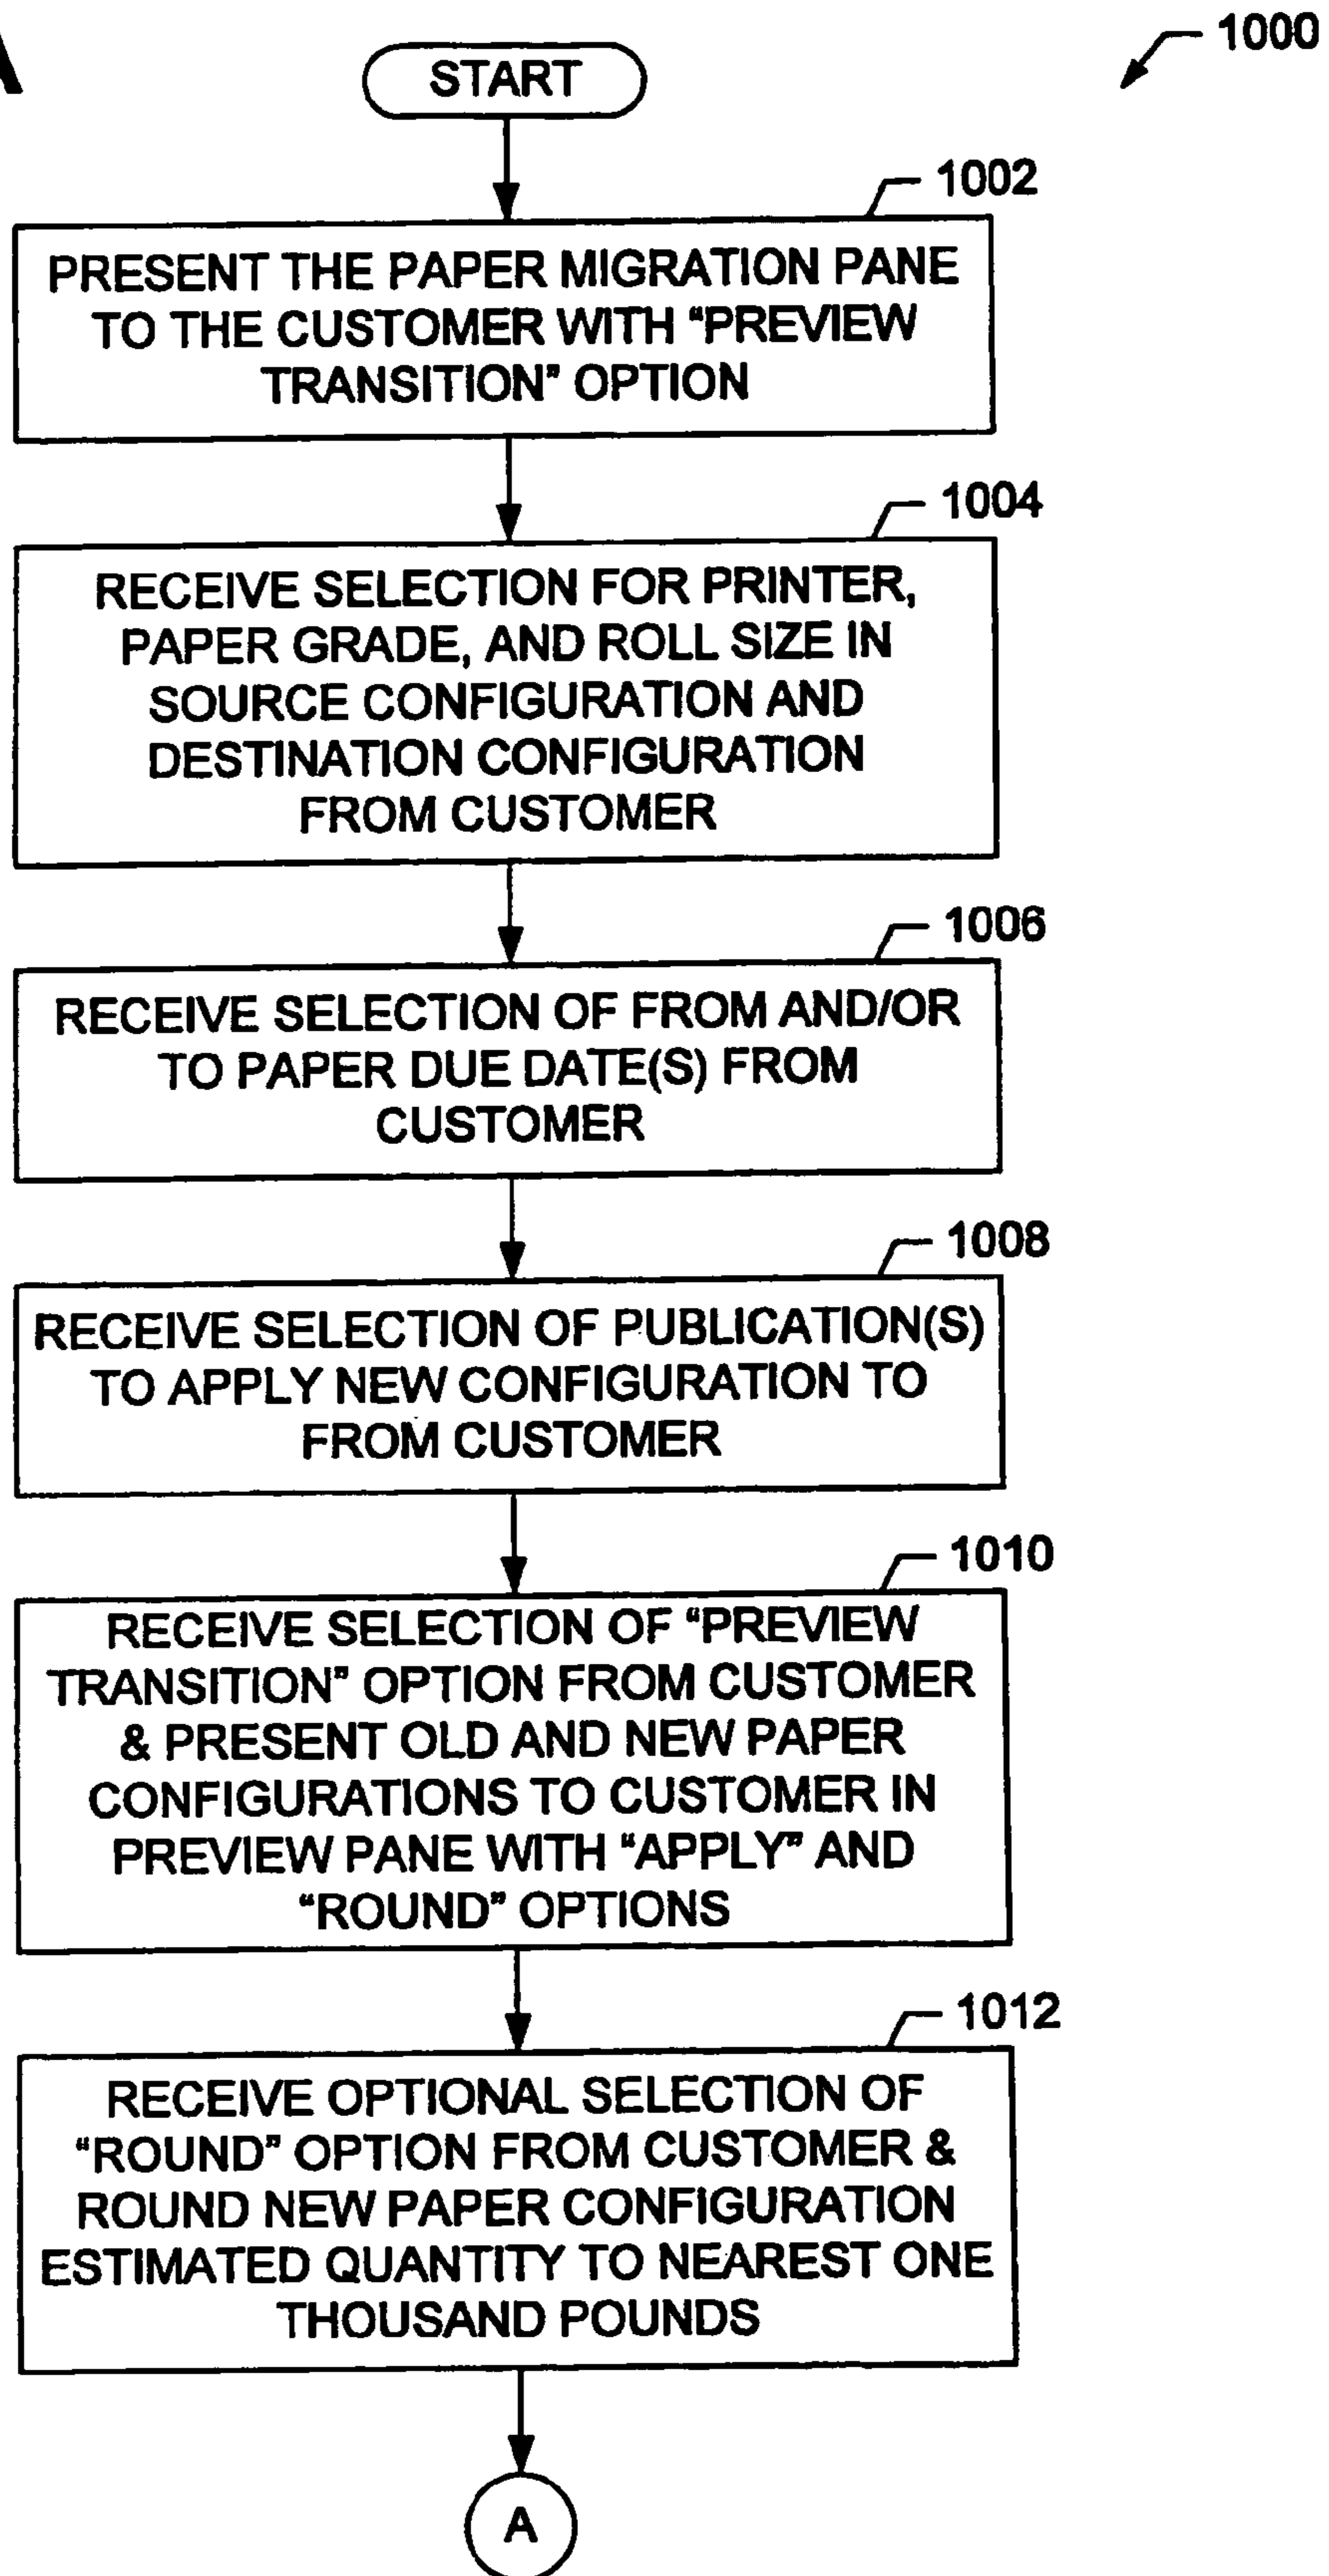 1000
START
1002
PRESENT THE PAPER MIGRATION PANE
TO THE CUSTOMER WITH “PREVIEW
TRANSITION” OPTION
1004
RECEIVE SELECTION FOR PRINTER,
PAPER GRADE, AND ROLL SIZE IN
SOURCE CONFIGURATION AND
DESTINATION CONFIGURATION
FROM CUSTOMER
1006
RECEIVE SELECTION OF FROM AND/OR
TO PAPER DUE DATE(S) FROM
CUSTOMER
1008
RECEIVE SELECTION OF PUBLICATION(S)
TO APPLY NEW CONFIGURATION TO
FROM CUSTOMER
1010
RECEIVE SELECTION OF “PREVIEW
TRANSITION” OPTION FROM CUSTOMER
& PRESENT OLD AND NEW PAPER
CONFIGURATIONS TO CUSTOMER IN
PREVIEW PANE WITH “APPLY” AND
“ROUND” OPTIONS
1012
RECEIVE OPTIONAL SELECTION OF
“ROUND” OPTION FROM CUSTOMER &
ROUND NEW PAPER CONFIGURATION
ESTIMATED QUANTITY TO NEAREST ONE
THOUSAND POUNDS
A